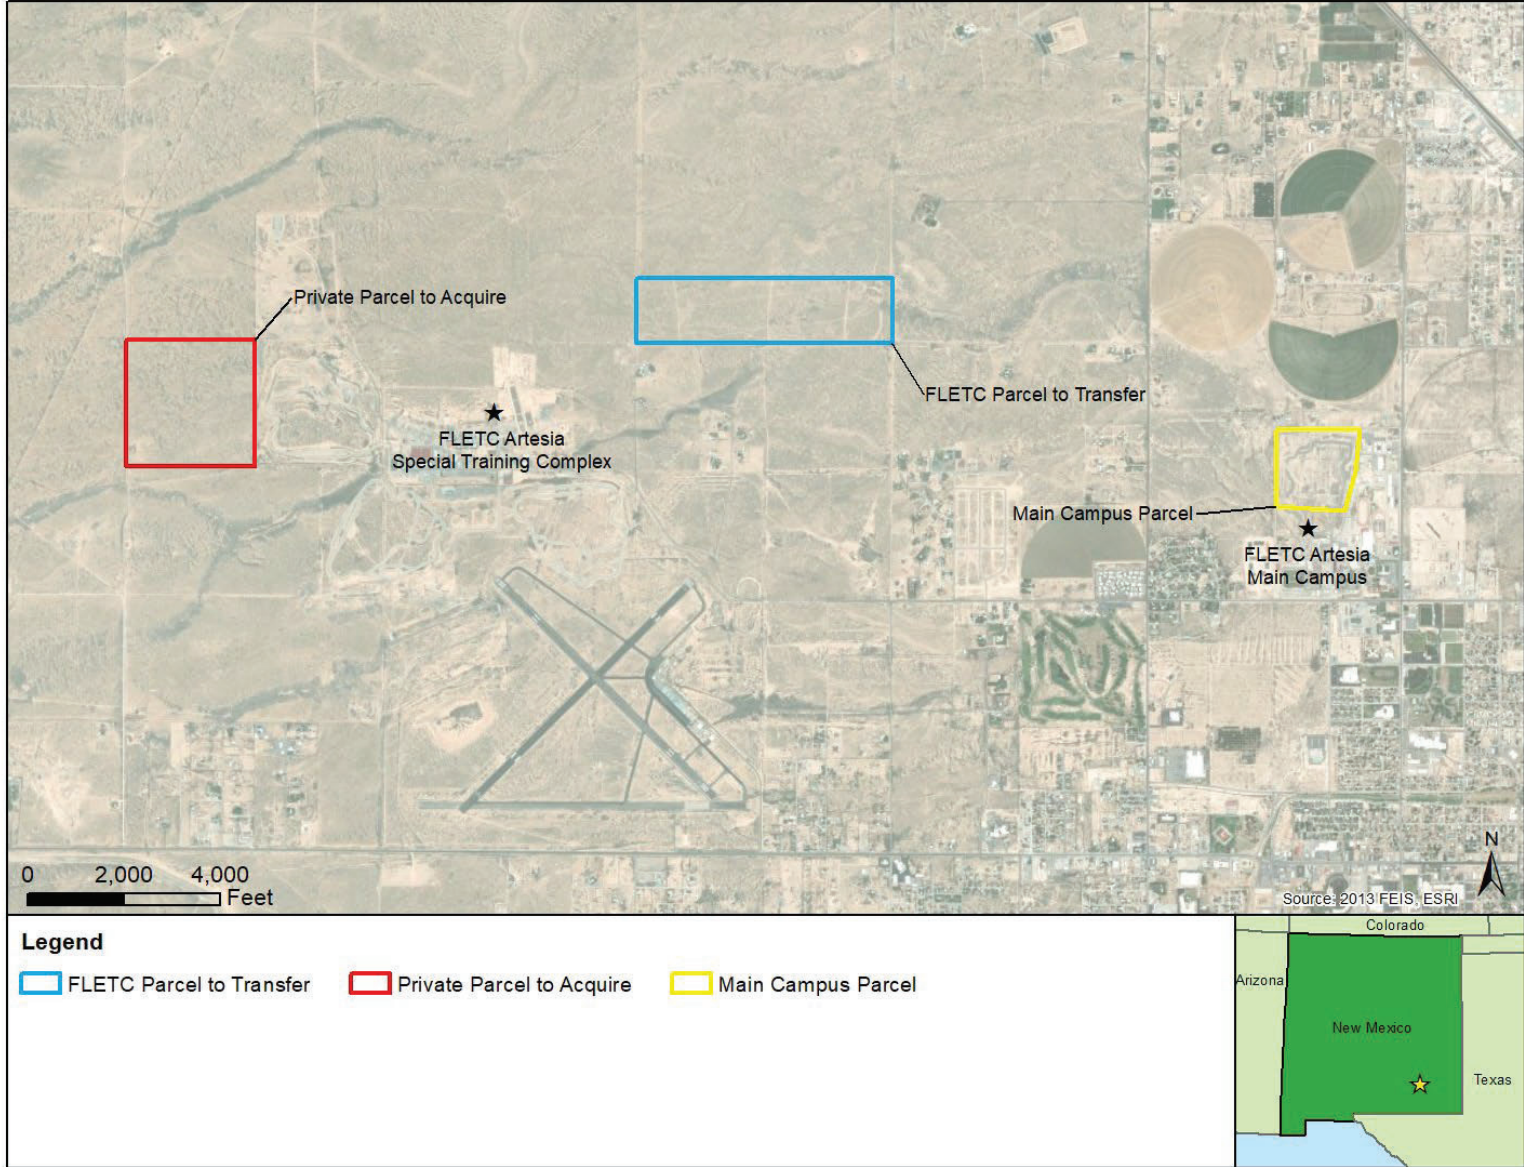 Private Parcel to Acquire
FLETC Parcel to Transfer
FLETC Artesia
Special Training Complex
Main Campus Parcel
FLETC Artesia
Main Campus
0 2,000 4,000
Feet
N
Source: 2013 FEIS, ESRI
Legend
FLETC Parcel to Transfer
Private Parcel to Acquire
Main Campus Parcel
Colorado
Arizona
New Mexico
Texas